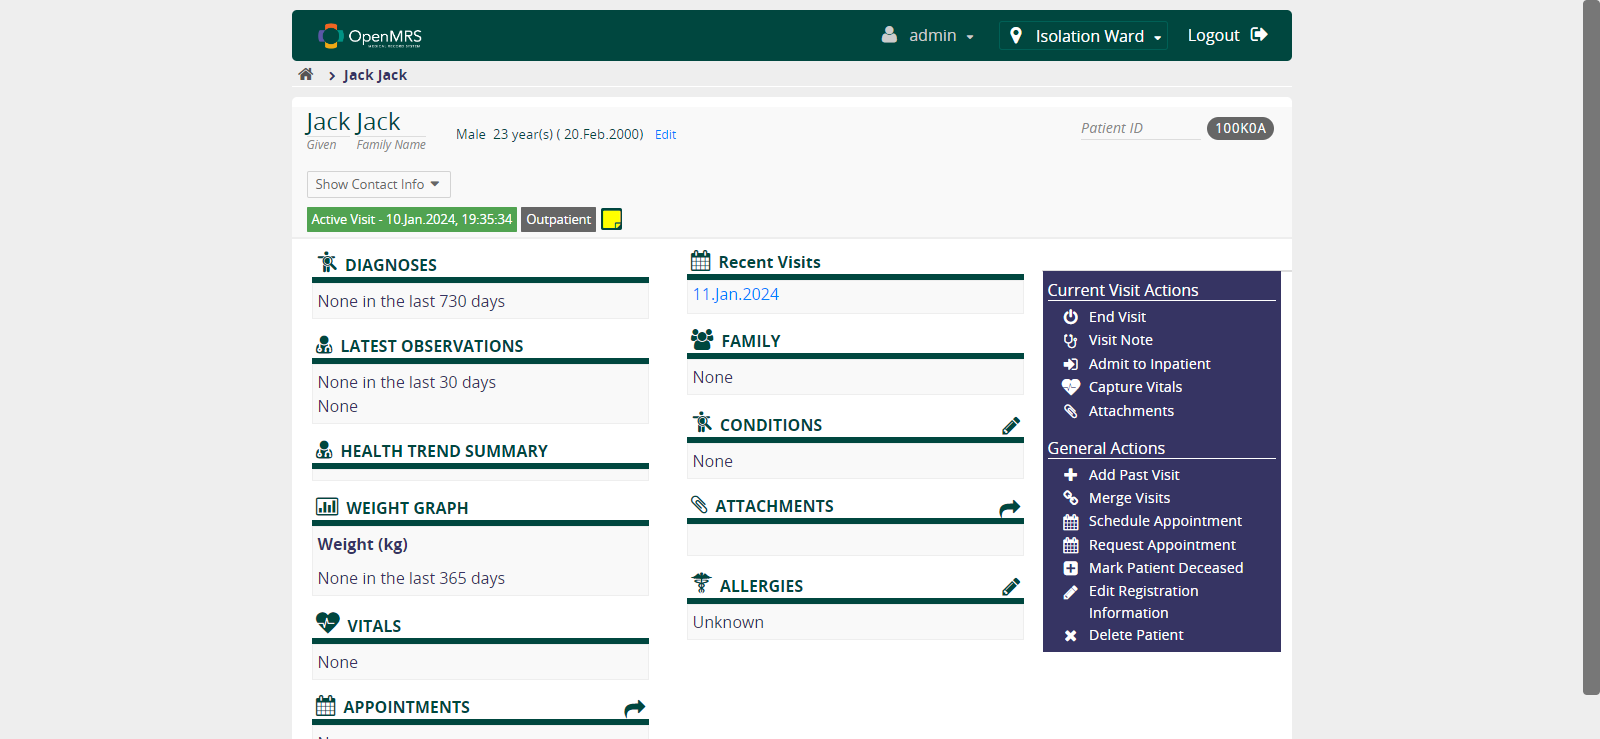 OpenMRS
MEDICAL RECORD SYSTEM
admin
Isolation Ward
Logout
Jack Jack
Jack Jack
Given Family Name
Male 23 year(s) ( 20.Feb.2000) Edit
Patient ID 100K0A
Show Contact Info
Active Visit - 10.Jan.2024, 19:35:34 Outpatient
DIAGNOSES
None in the last 730 days
LATEST OBSERVATIONS
None in the last 30 days
None
HEALTH TREND SUMMARY
WEIGHT GRAPH
Weight (kg)
None in the last 365 days
VITALS
None
APPOINTMENTS
Recent Visits
11.Jan.2024
FAMILY
None
CONDITIONS
None
ATTACHMENTS
ALLERGIES
Unknown
Current Visit Actions
End Visit
Visit Note
Admit to Inpatient
Capture Vitals
Attachments
General Actions
Add Past Visit
Merge Visits
Schedule Appointment
Request Appointment
Mark Patient Deceased
Edit Registration
Information
Delete Patient